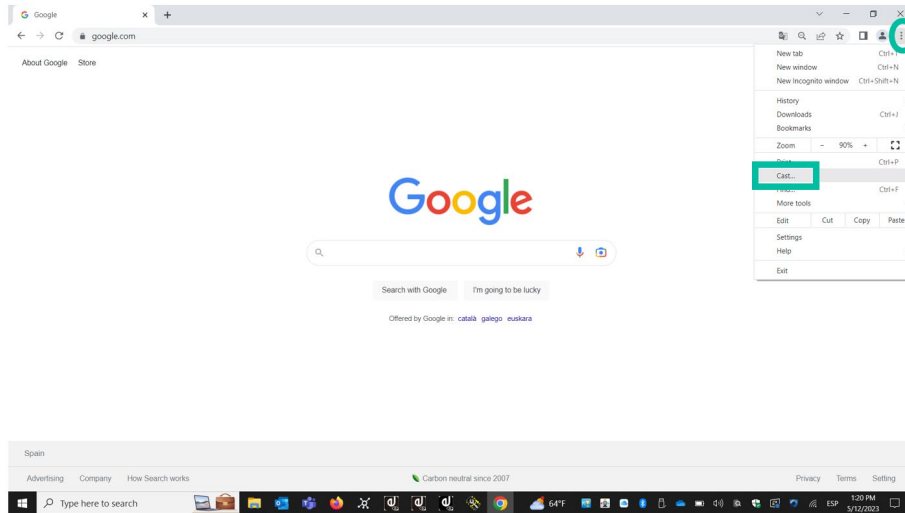 Google
google.com
About Google Store
New tab Ctrl+T
New window Ctrl+N
New Incognito window Ctrl+Shift+N
History
Downloads Ctrl+J
Bookmarks
Zoom - 90% +
Print... Ctrl+P
Cast...
Find... Ctrl+F
More tools
Edit Cut Copy Paste
Settings
Help
Exit
Google
Search with Google I'm going to be lucky
Offered by Google in: català galego euskara
Spain
Advertising Company How Search works Carbon neutral since 2007 Privacy Terms Setting
Type here to search 64°F ESP 1:20 PM
5/12/2023